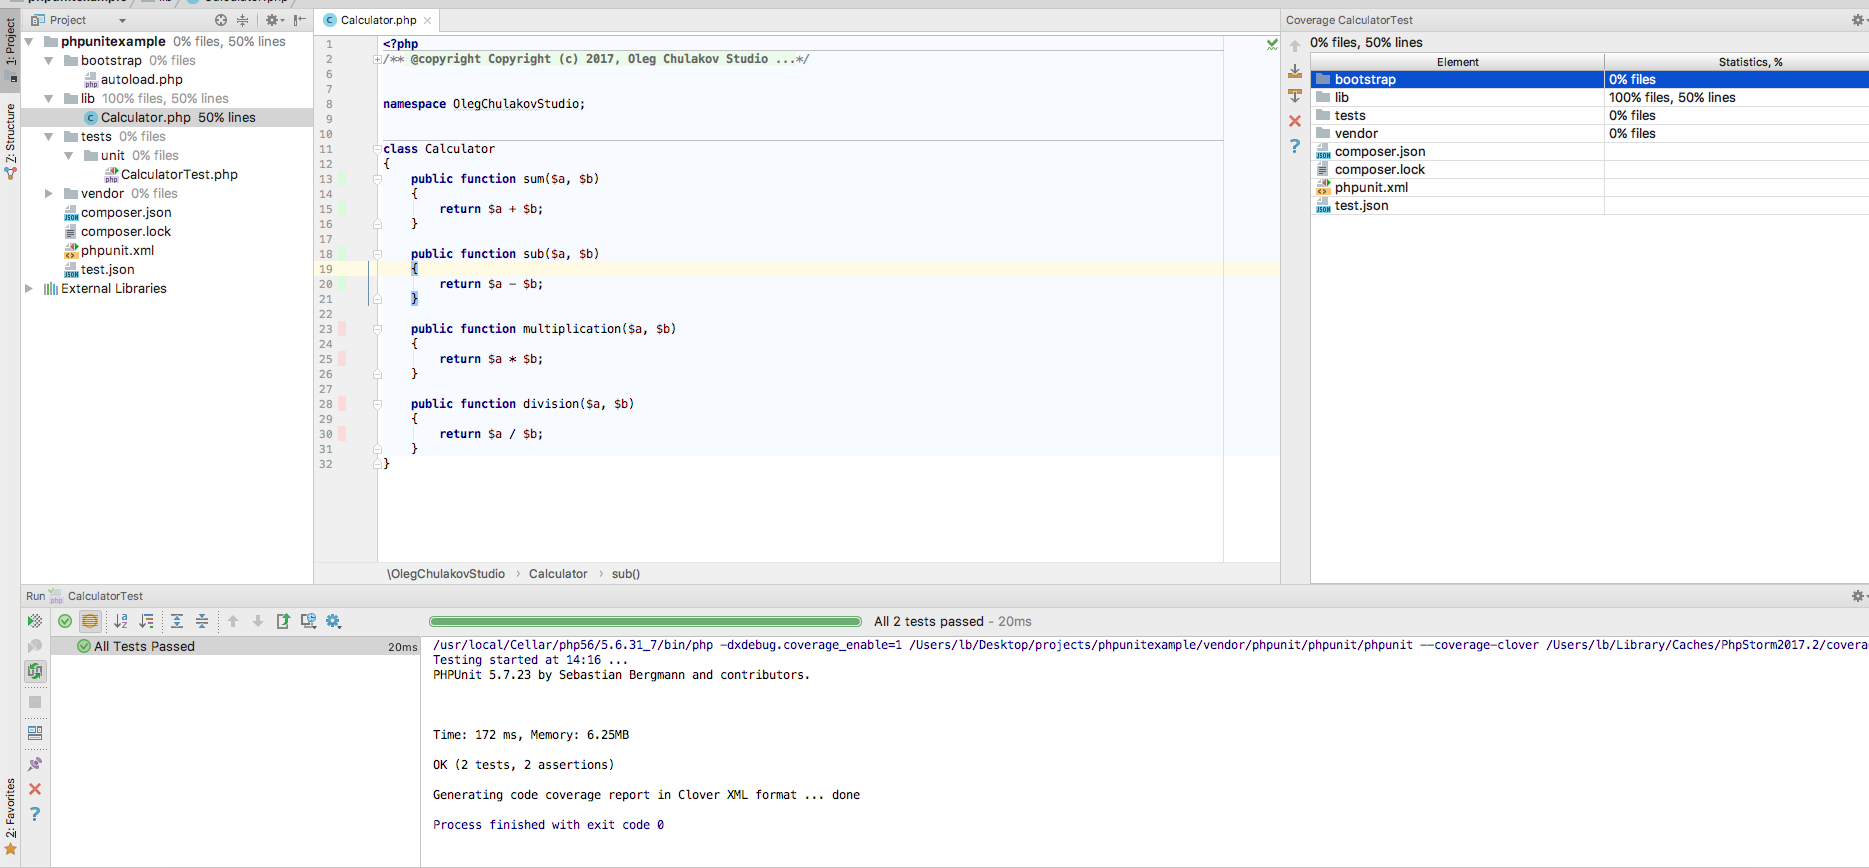 phpunitexample lib Calculator.php
Project
1: Project
Z: Structure
2: Favorites
phpunitexample 0% files, 50% lines
bootstrap 0% files
autoload.php
lib 100% files, 50% lines
Calculator.php 50% lines
tests 0% files
unit 0% files
CalculatorTest.php
vendor 0% files
composer.json
composer.lock
phpunit.xml
test.json
External Libraries
Calculator.php
1 <?php
2 /** @copyright Copyright (c) 2017, Oleg Chulakov Studio ...*/
6
7
8 namespace OlegChulakovStudio;
9
10
11 class Calculator
12 {
13 public function sum($a, $b)
14 {
15 return $a + $b;
16 }
17
18 public function sub($a, $b)
19 {
20 return $a - $b;
21 }
22
23 public function multiplication($a, $b)
24 {
25 return $a * $b;
26 }
27
28 public function division($a, $b)
29 {
30 return $a / $b;
31 }
32 }
\OlegChulakovStudio › Calculator › sub()
Coverage CalculatorTest
0% files, 50% lines
Element Statistics, %
bootstrap 0% files
lib 100% files, 50% lines
tests 0% files
vendor 0% files
composer.json
composer.lock
phpunit.xml
test.json
Run CalculatorTest
All 2 tests passed - 20ms
All Tests Passed 20ms
/usr/local/Cellar/php56/5.6.31_7/bin/php -dxdebug.coverage_enable=1 /Users/lb/Desktop/projects/phpunitexample/vendor/phpunit/phpunit/phpunit --coverage-clover /Users/lb/Library/Caches/PhpStorm2017.2/covera
Testing started at 14:16 ...
PHPUnit 5.7.23 by Sebastian Bergmann and contributors.
Time: 172 ms, Memory: 6.25MB
OK (2 tests, 2 assertions)
Generating code coverage report in Clover XML format ... done
Process finished with exit code 0